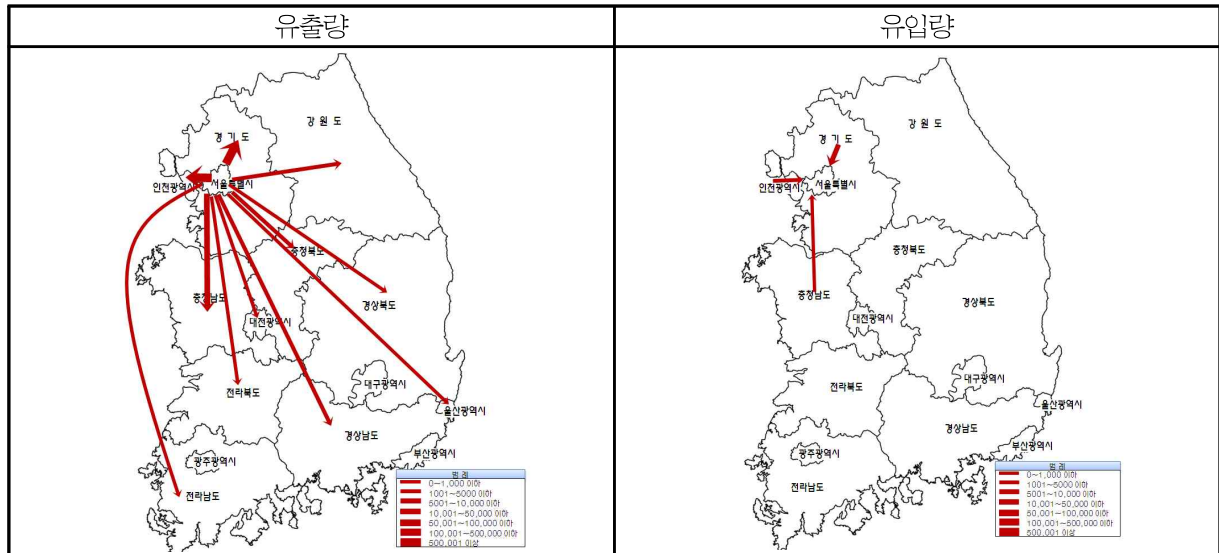 유출량
유입량
강 원 도
경 기 도
인천광역시
서울특별시
충청북도
충청남도
경상북도
대전광역시
전라북도
대구광역시
울산광역시
경상남도
부산광역시
광주광역시
전라남도
범 례
0~1,000 이하
1001~5000 이하
5001~10,000 이하
10,001~50,000 이하
50,001~100,000 이하
100,001~500,000 이하
500,001 이상
강 원 도
경 기 도
인천광역시
서울특별시
충청북도
충청남도
경상북도
대전광역시
전라북도
대구광역시
울산광역시
경상남도
부산광역시
광주광역시
전라남도
범 례
0~1,000 이하
1001~5000 이하
5001~10,000 이하
10,001~50,000 이하
50,001~100,000 이하
100,001~500,000 이하
500,001 이상